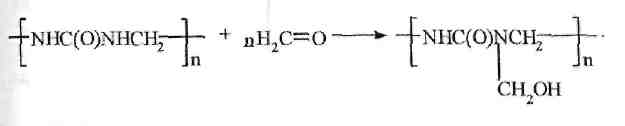 [NHC(O)NHCH2]n + nH2C=O → [NHC(O)NCH2]n
CH2OH